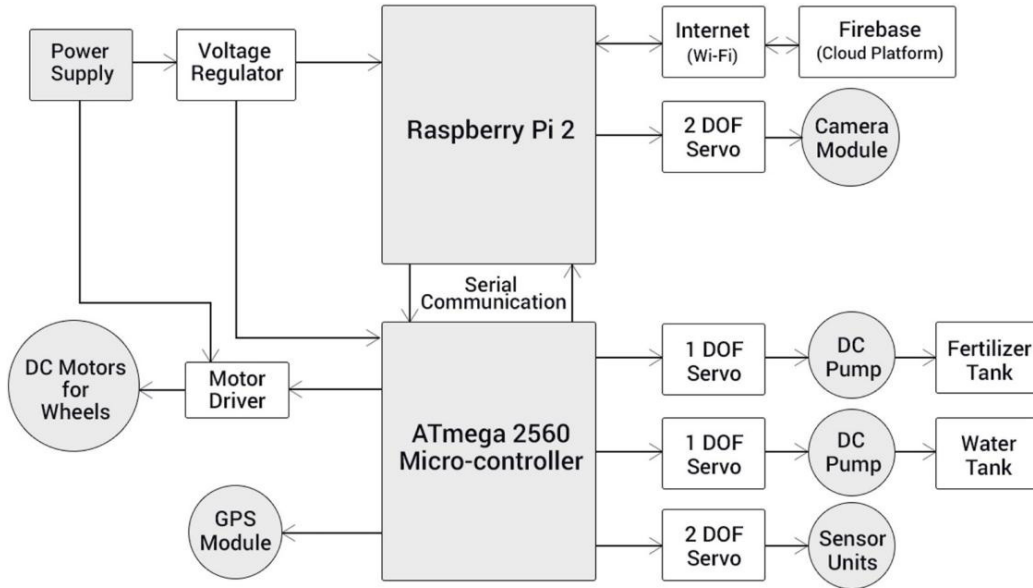 Power
Supply
Voltage
Regulator
Raspberry Pi 2
Internet
(Wi-Fi)
Firebase
(Cloud Platform)
2 DOF
Servo
Camera
Module
Serial
Communication
DC Motors
for
Wheels
Motor
Driver
ATmega 2560
Micro-controller
GPS
Module
1 DOF
Servo
DC
Pump
Fertilizer
Tank
1 DOF
Servo
DC
Pump
Water
Tank
2 DOF
Servo
Sensor
Units